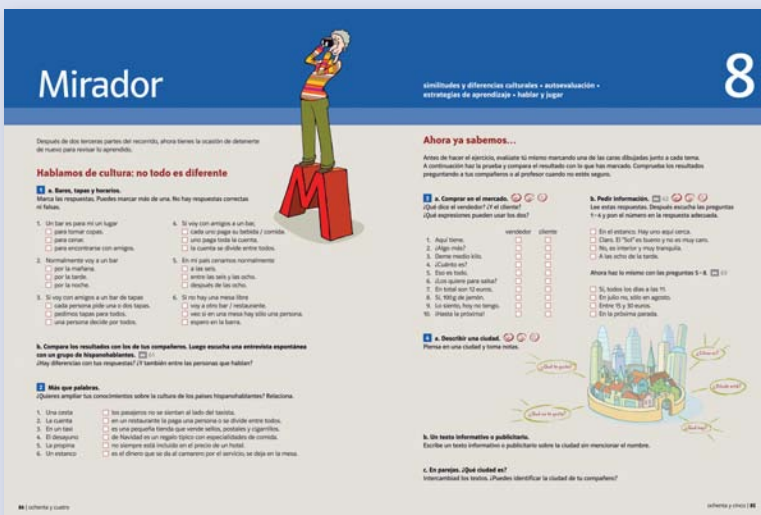 Mirador
8
similitudes y diferencias culturales • autoevaluación •
estrategias de aprendizaje • hablar y jugar
Después de dos terceras partes del recorrido, ahora tienes la ocasión de detenerte
de nuevo para revisar lo aprendido.
Hablamos de cultura: no todo es diferente
1 a. Bares, tapas y horarios.
Marca las respuestas. Puedes marcar más de una. No hay respuestas correctas
ni falsas.
1. Un bar es para mí un lugar
para tomar copas.
para cenar.
para encontrarse con amigos.
2. Normalmente voy a un bar
por la mañana.
por la tarde.
por la noche.
3. Si voy con amigos a un bar de tapas
cada persona pide una o dos tapas.
pedimos tapas para todos.
una persona decide por todos.
4. Si voy con amigos a un bar,
cada uno paga su bebida / comida.
uno paga toda la cuenta.
la cuenta se divide entre todos.
5. En mi país cenamos normalmente
a las seis.
entre las seis y las ocho.
después de las ocho.
6. Si no hay una mesa libre
voy a otro bar / restaurante.
veo si en una mesa hay sólo una persona.
espero en la barra.
b. Compara los resultados con los de tus compañeros. Luego escucha una entrevista espontánea
con un grupo de hispanohablantes. 61
¿Hay diferencias con tus respuestas? ¿Y también entre las personas que hablan?
2 Más que palabras.
¿Quieres ampliar tus conocimientos sobre la cultura de los países hispanohablantes? Relaciona.
1. Una cesta
2. La cuenta
3. En un taxi
4. El desayuno
5. La propina
6. Un estanco
los pasajeros no se sientan al lado del taxista.
en un restaurante la paga una persona o se divide entre todos.
es una pequeña tienda que vende sellos, postales y cigarrillos.
de Navidad es un regalo típico con especialidades de comida.
no siempre está incluido en el precio de un hotel.
es el dinero que se da al camarero por el servicio; se deja en la mesa.
84 | ochenta y cuatro
Ahora ya sabemos...
Antes de hacer el ejercicio, evalúate tú mismo marcando una de las caras dibujadas junto a cada tema.
A continuación haz la prueba y compara el resultado con lo que has marcado. Comprueba los resultados
preguntando a tus compañeros o al profesor cuando no estés seguro.
3 a. Comprar en el mercado.
¿Qué dice el vendedor? ¿Y el cliente?
¿Qué expresiones pueden usar los dos?
vendedor cliente
1. Aquí tiene.
2. ¿Algo más?
3. Deme medio kilo.
4. ¿Cuánto es?
5. Eso es todo.
6. ¿Los quiere para salsa?
7. En total son 12 euros.
8. Sí, 100 g de jamón.
9. Lo siento, hoy no tengo.
10. ¡Hasta la próxima!
b. Pedir información. 62
Lee estas respuestas. Después escucha las preguntas
1–4 y pon el número en la respuesta adecuada.
En el estanco. Hay uno aquí cerca.
Claro. El "Sol" es bueno y no es muy caro.
No, es interior y muy tranquila.
A las ocho de la tarde.
Ahora haz lo mismo con las preguntas 5–8. 63
Sí, todos los días a las 11.
En julio no, sólo en agosto.
Entre 15 y 30 euros.
En la próxima parada.
4 a. Describir una ciudad.
Piensa en una ciudad y toma notas.
b. Un texto informativo o publicitario.
Escribe un texto informativo o publicitario sobre la ciudad sin mencionar el nombre.
c. En parejas. ¿Qué ciudad es?
Intercambiad los textos. ¿Puedes identificar la ciudad de tu compañero?
ochenta y cinco | 85